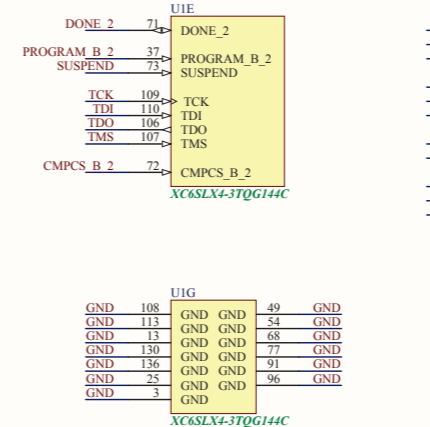 U1E
DONE_2 71 DONE_2
PROGRAM_B_2 37 PROGRAM_B_2
SUSPEND 73 SUSPEND
TCK 109 TCK
TDI 110 TDI
TDO 106 TDO
TMS 107 TMS
CMPCS_B_2 72 CMPCS_B_2
XC6SLX4-3TQG144C
U1G
GND 108 GND GND 49 GND
GND 113 GND GND 54 GND
GND 13 GND GND 68 GND
GND 130 GND GND 77 GND
GND 136 GND GND 91 GND
GND 25 GND GND 96 GND
GND 3 GND
XC6SLX4-3TQG144C